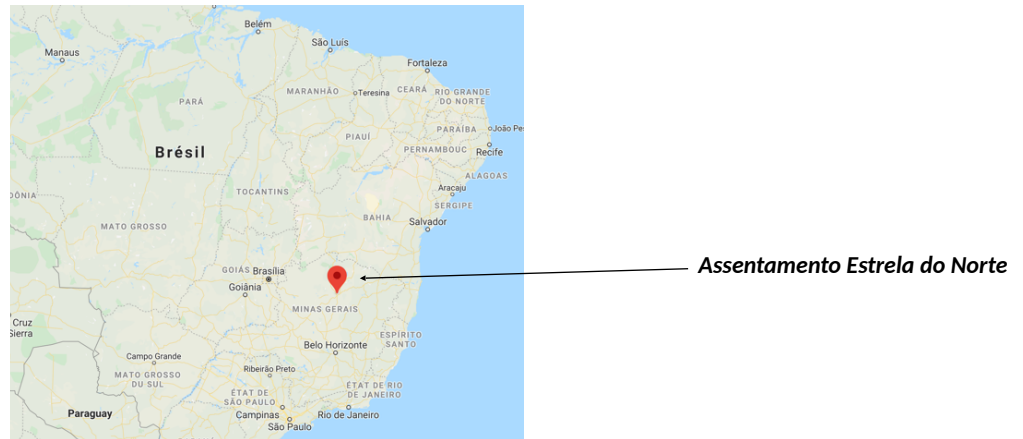 Belém
São Luís
Manaus
Fortaleza
PARÁ
MARANHÃO
Teresina
CEARÁ
RIO GRANDE
DO NORTE
PIAUÍ
PARAÍBA
João Pe
Brésil
PERNAMBOUC
Recife
ALAGOAS
TOCANTINS
Aracaju
DÔNIA
SERGIPE
MATO GROSSO
BAHIA
Salvador
GOIÁS
Brasília
Assentamento Estrela do Norte
Goiânia
MINAS GERAIS
Cruz
Sierra
ESPÍRITO
SANTO
Belo Horizonte
Campo Grande
Ribeirão Preto
MATO GROSSO
DU SUL
ÉTAT DE
SÃO PAULO
ÉTAT DE RIO
DE JANEIRO
Paraguay
Campinas
Rio de Janeiro
São Paulo